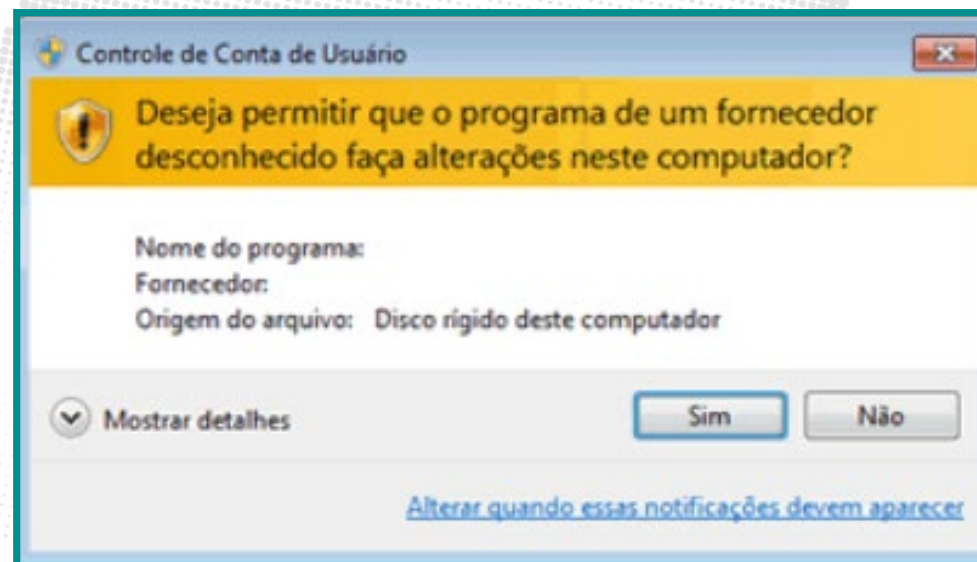 Controle de Conta de Usuário
Deseja permitir que o programa de um fornecedor
desconhecido faça alterações neste computador?
Nome do programa:
Fornecedor:
Origem do arquivo: Disco rígido deste computador
Mostrar detalhes
Sim
Não
Alterar quando essas notificações devem aparecer